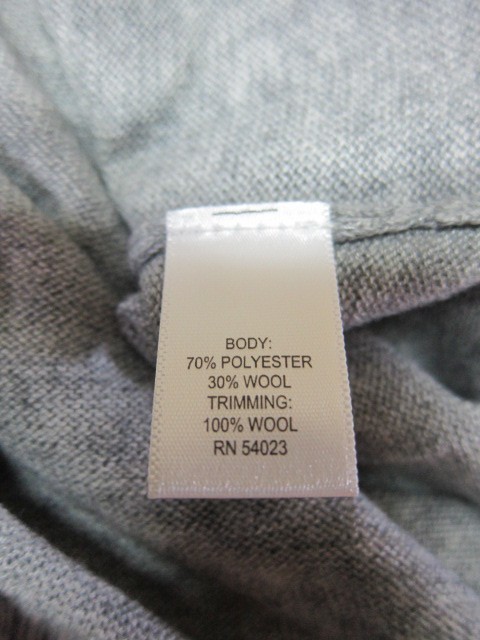 BODY:
70% POLYESTER
30% WOOL
TRIMMING:
100% WOOL
RN 54023